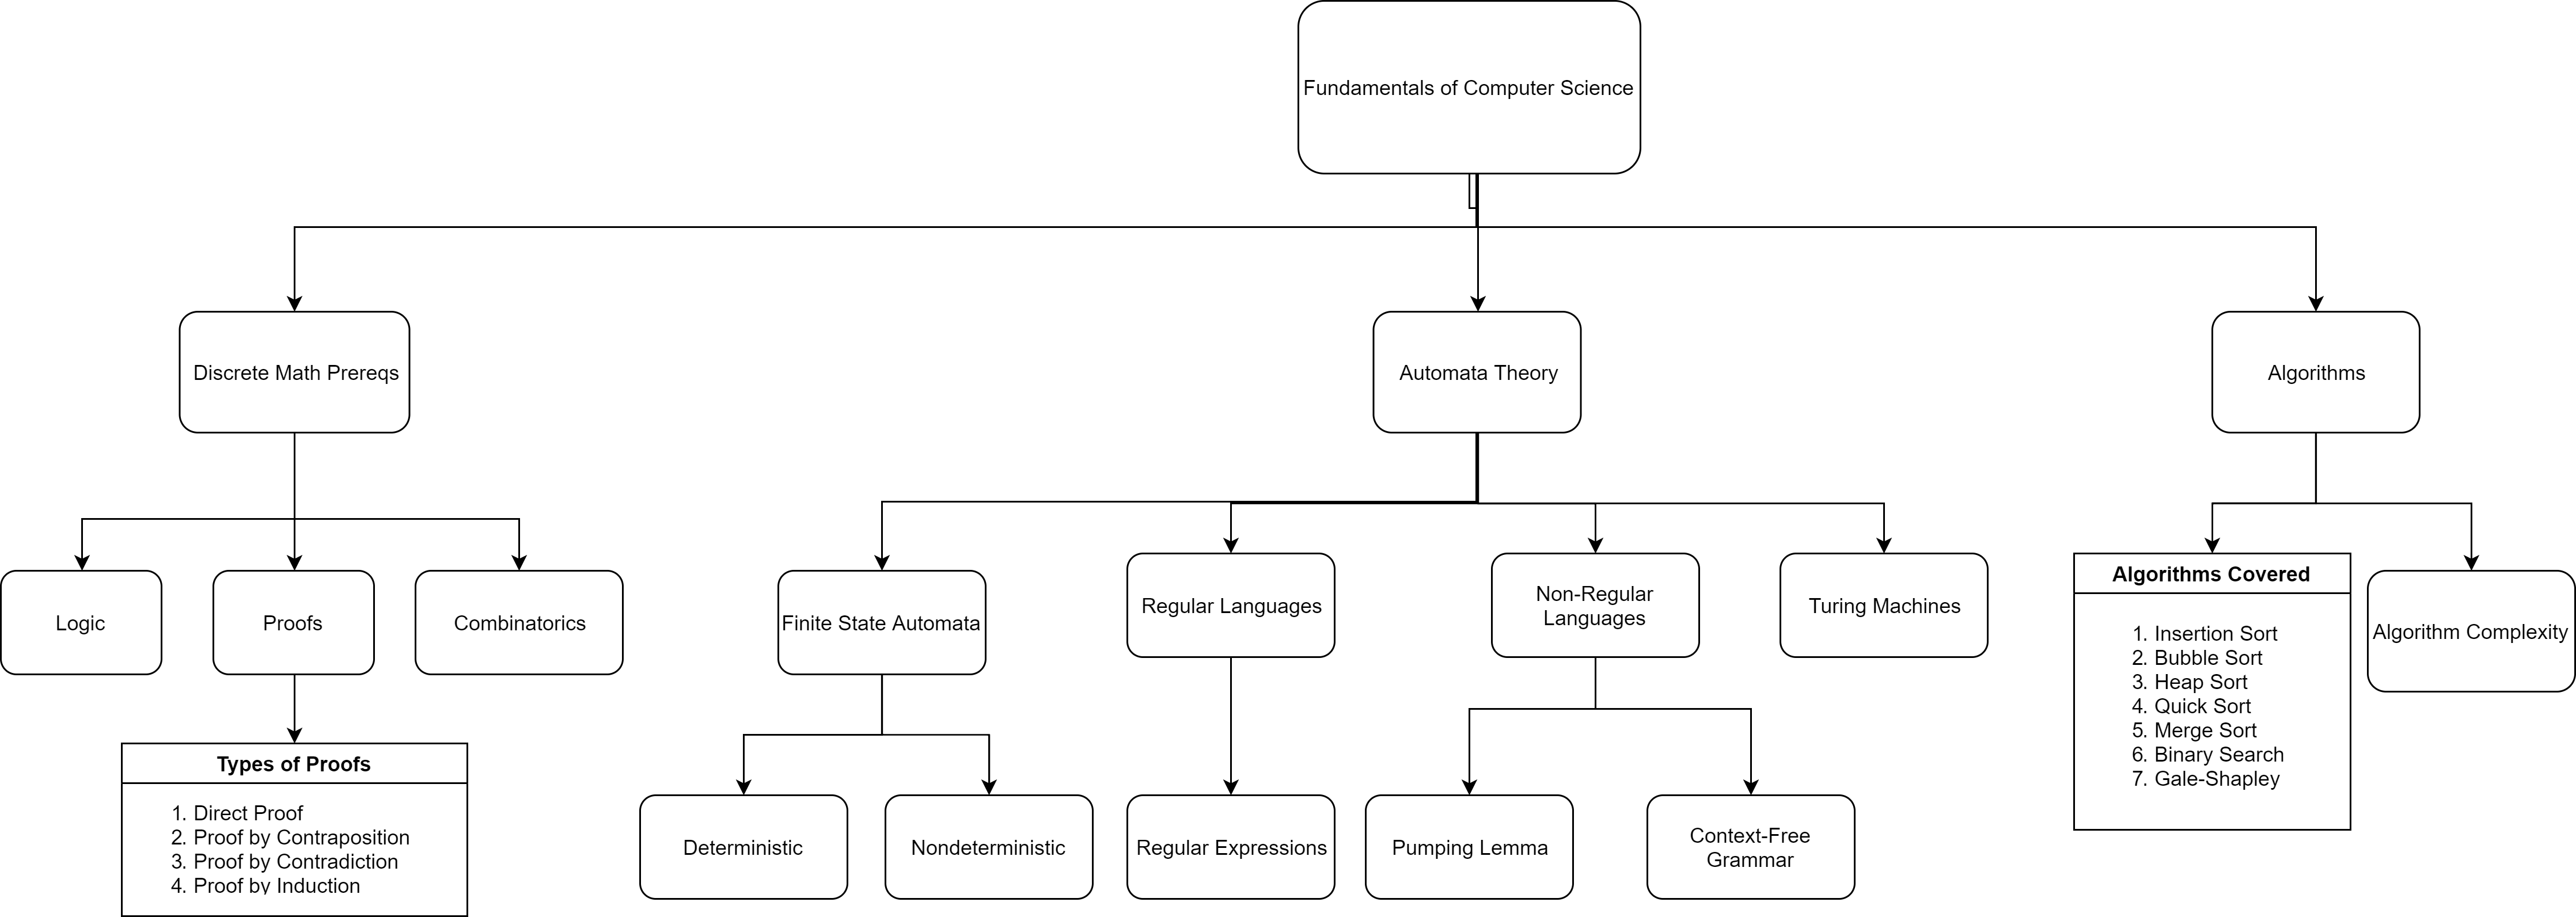 Fundamentals of Computer Science
Discrete Math Prereqs
Automata Theory
Algorithms
Logic
Proofs
Combinatorics
Finite State Automata
Regular Languages
Non-Regular
Languages
Turing Machines
Algorithms Covered
1. Insertion Sort
2. Bubble Sort
3. Heap Sort
4. Quick Sort
5. Merge Sort
6. Binary Search
7. Gale-Shapley
Algorithm Complexity
Types of Proofs
1. Direct Proof
2. Proof by Contraposition
3. Proof by Contradiction
4. Proof by Induction
Deterministic
Nondeterministic
Regular Expressions
Pumping Lemma
Context-Free
Grammar